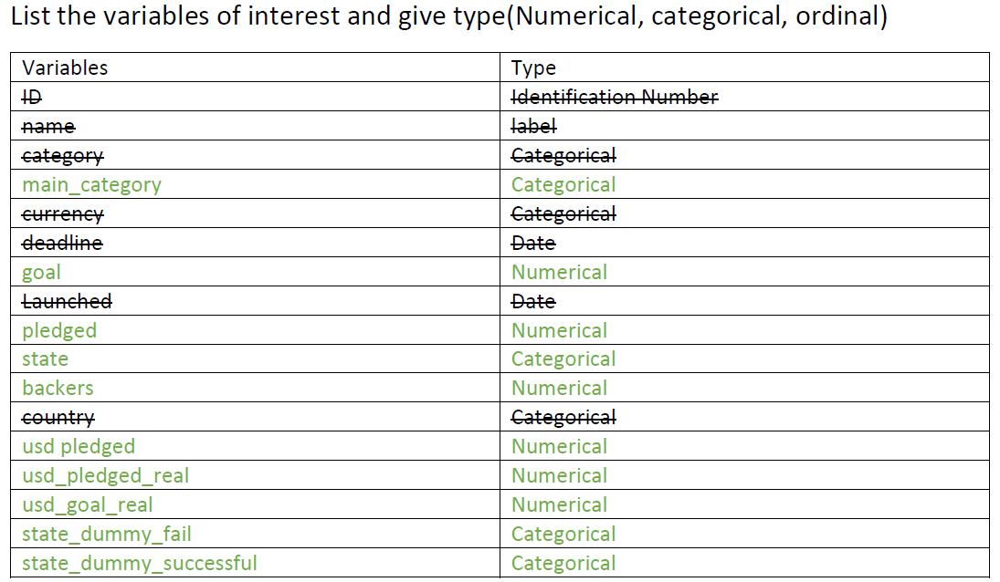 List the variables of interest and give type(Numerical, categorical, ordinal)
Variables Type
ID Identification Number
name label
category Categorical
main_category Categorical
currency Categorical
deadline Date
goal Numerical
Launched Date
pledged Numerical
state Categorical
backers Numerical
country Categorical
usd pledged Numerical
usd_pledged_real Numerical
usd_goal_real Numerical
state_dummy_fail Categorical
state_dummy_successful Categorical